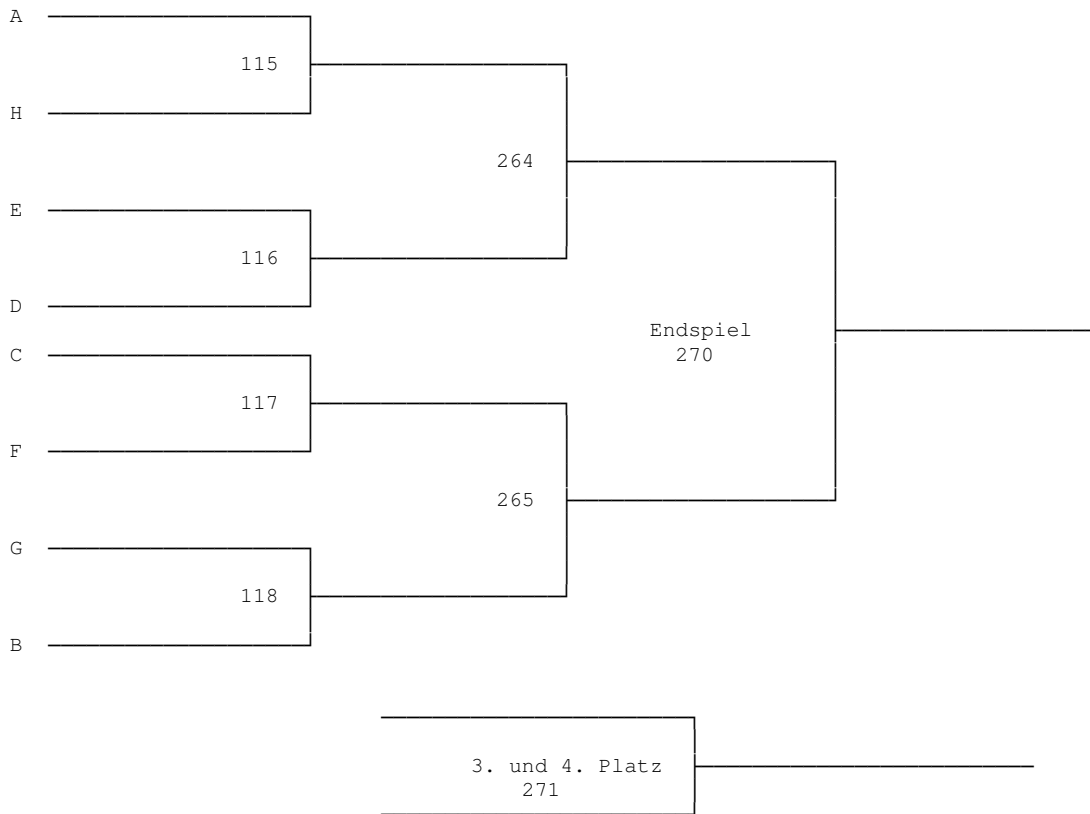 A
115
H
264
E
116
D
Endspiel
C
270
117
F
265
G
118
B
3. und 4. Platz
271